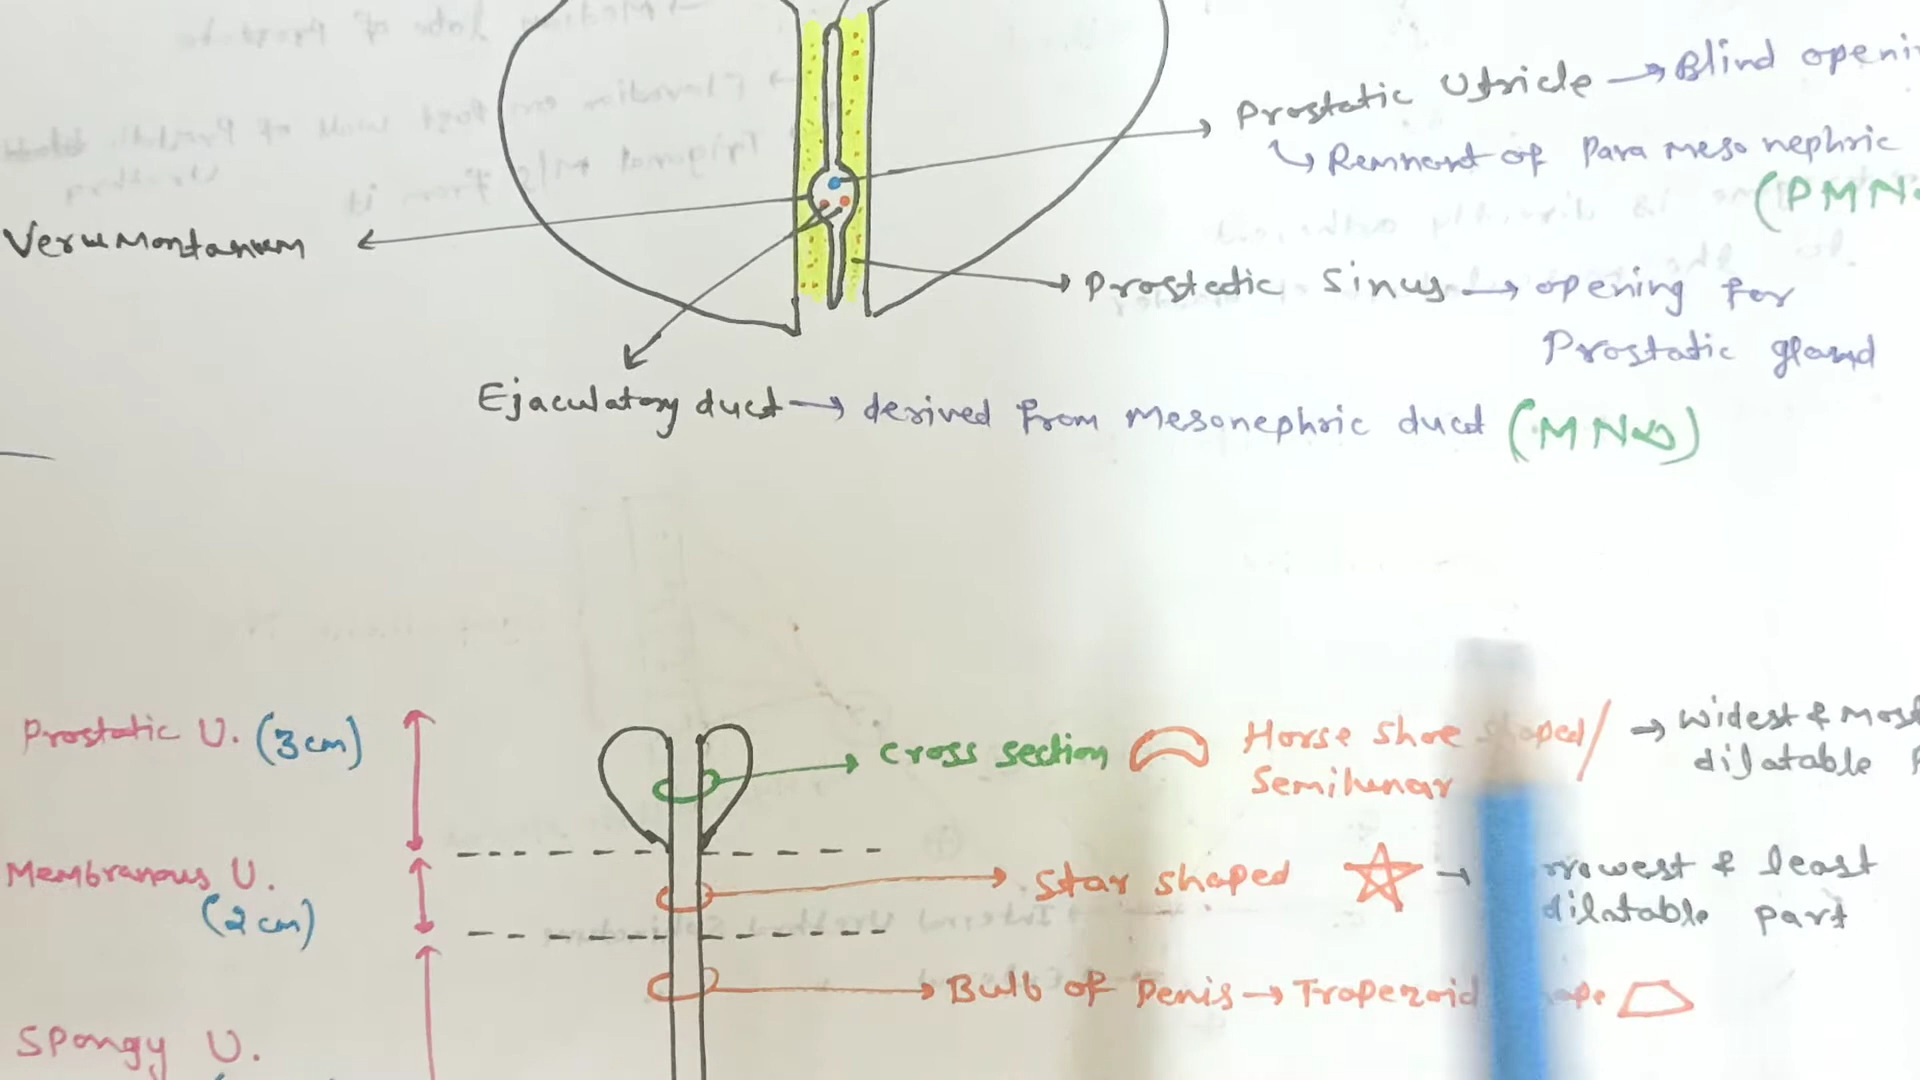 Prostatic Utricle → Blind openi
↳ Remnant of Para meso nephric
(PMN
Verumontanum
Prostatic Sinus → opening for
Prostatic gland
Ejaculatory duct → derived from Mesonephric duct (MND)
Prostatic U. (3cm)
cross section Horse shoe shaped/
Semilunar
→ Widest & Most
dilatable P
Membranous U.
(2cm)
Star shaped →
rrowest & least
dilatable part
Bulb of Penis → Trapezoid ape
Spongy U.